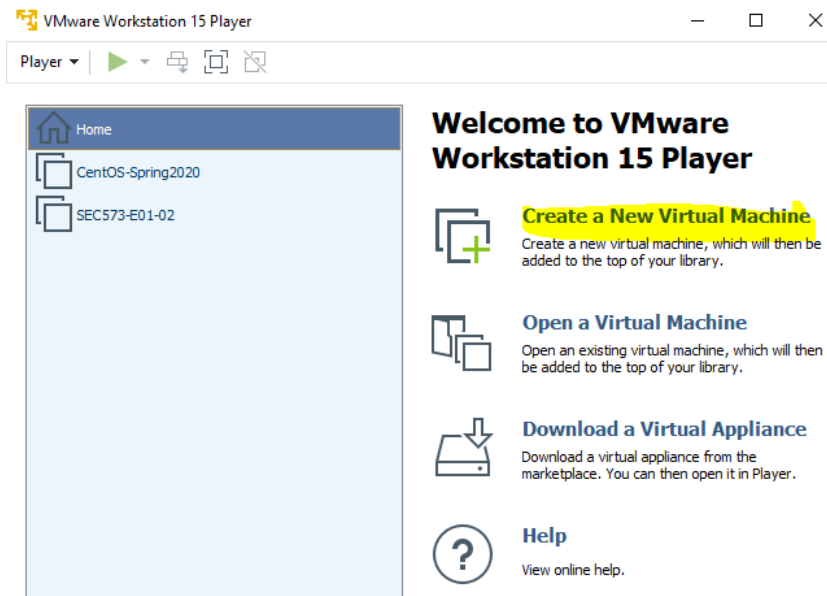 VMware Workstation 15 Player
Player
Home
CentOS-Spring2020
SEC573-E01-02
Welcome to VMware
Workstation 15 Player
Create a New Virtual Machine
Create a new virtual machine, which will then be
added to the top of your library.
Open a Virtual Machine
Open an existing virtual machine, which will then
be added to the top of your library.
Download a Virtual Appliance
Download a virtual appliance from the
marketplace. You can then open it in Player.
Help
View online help.
?